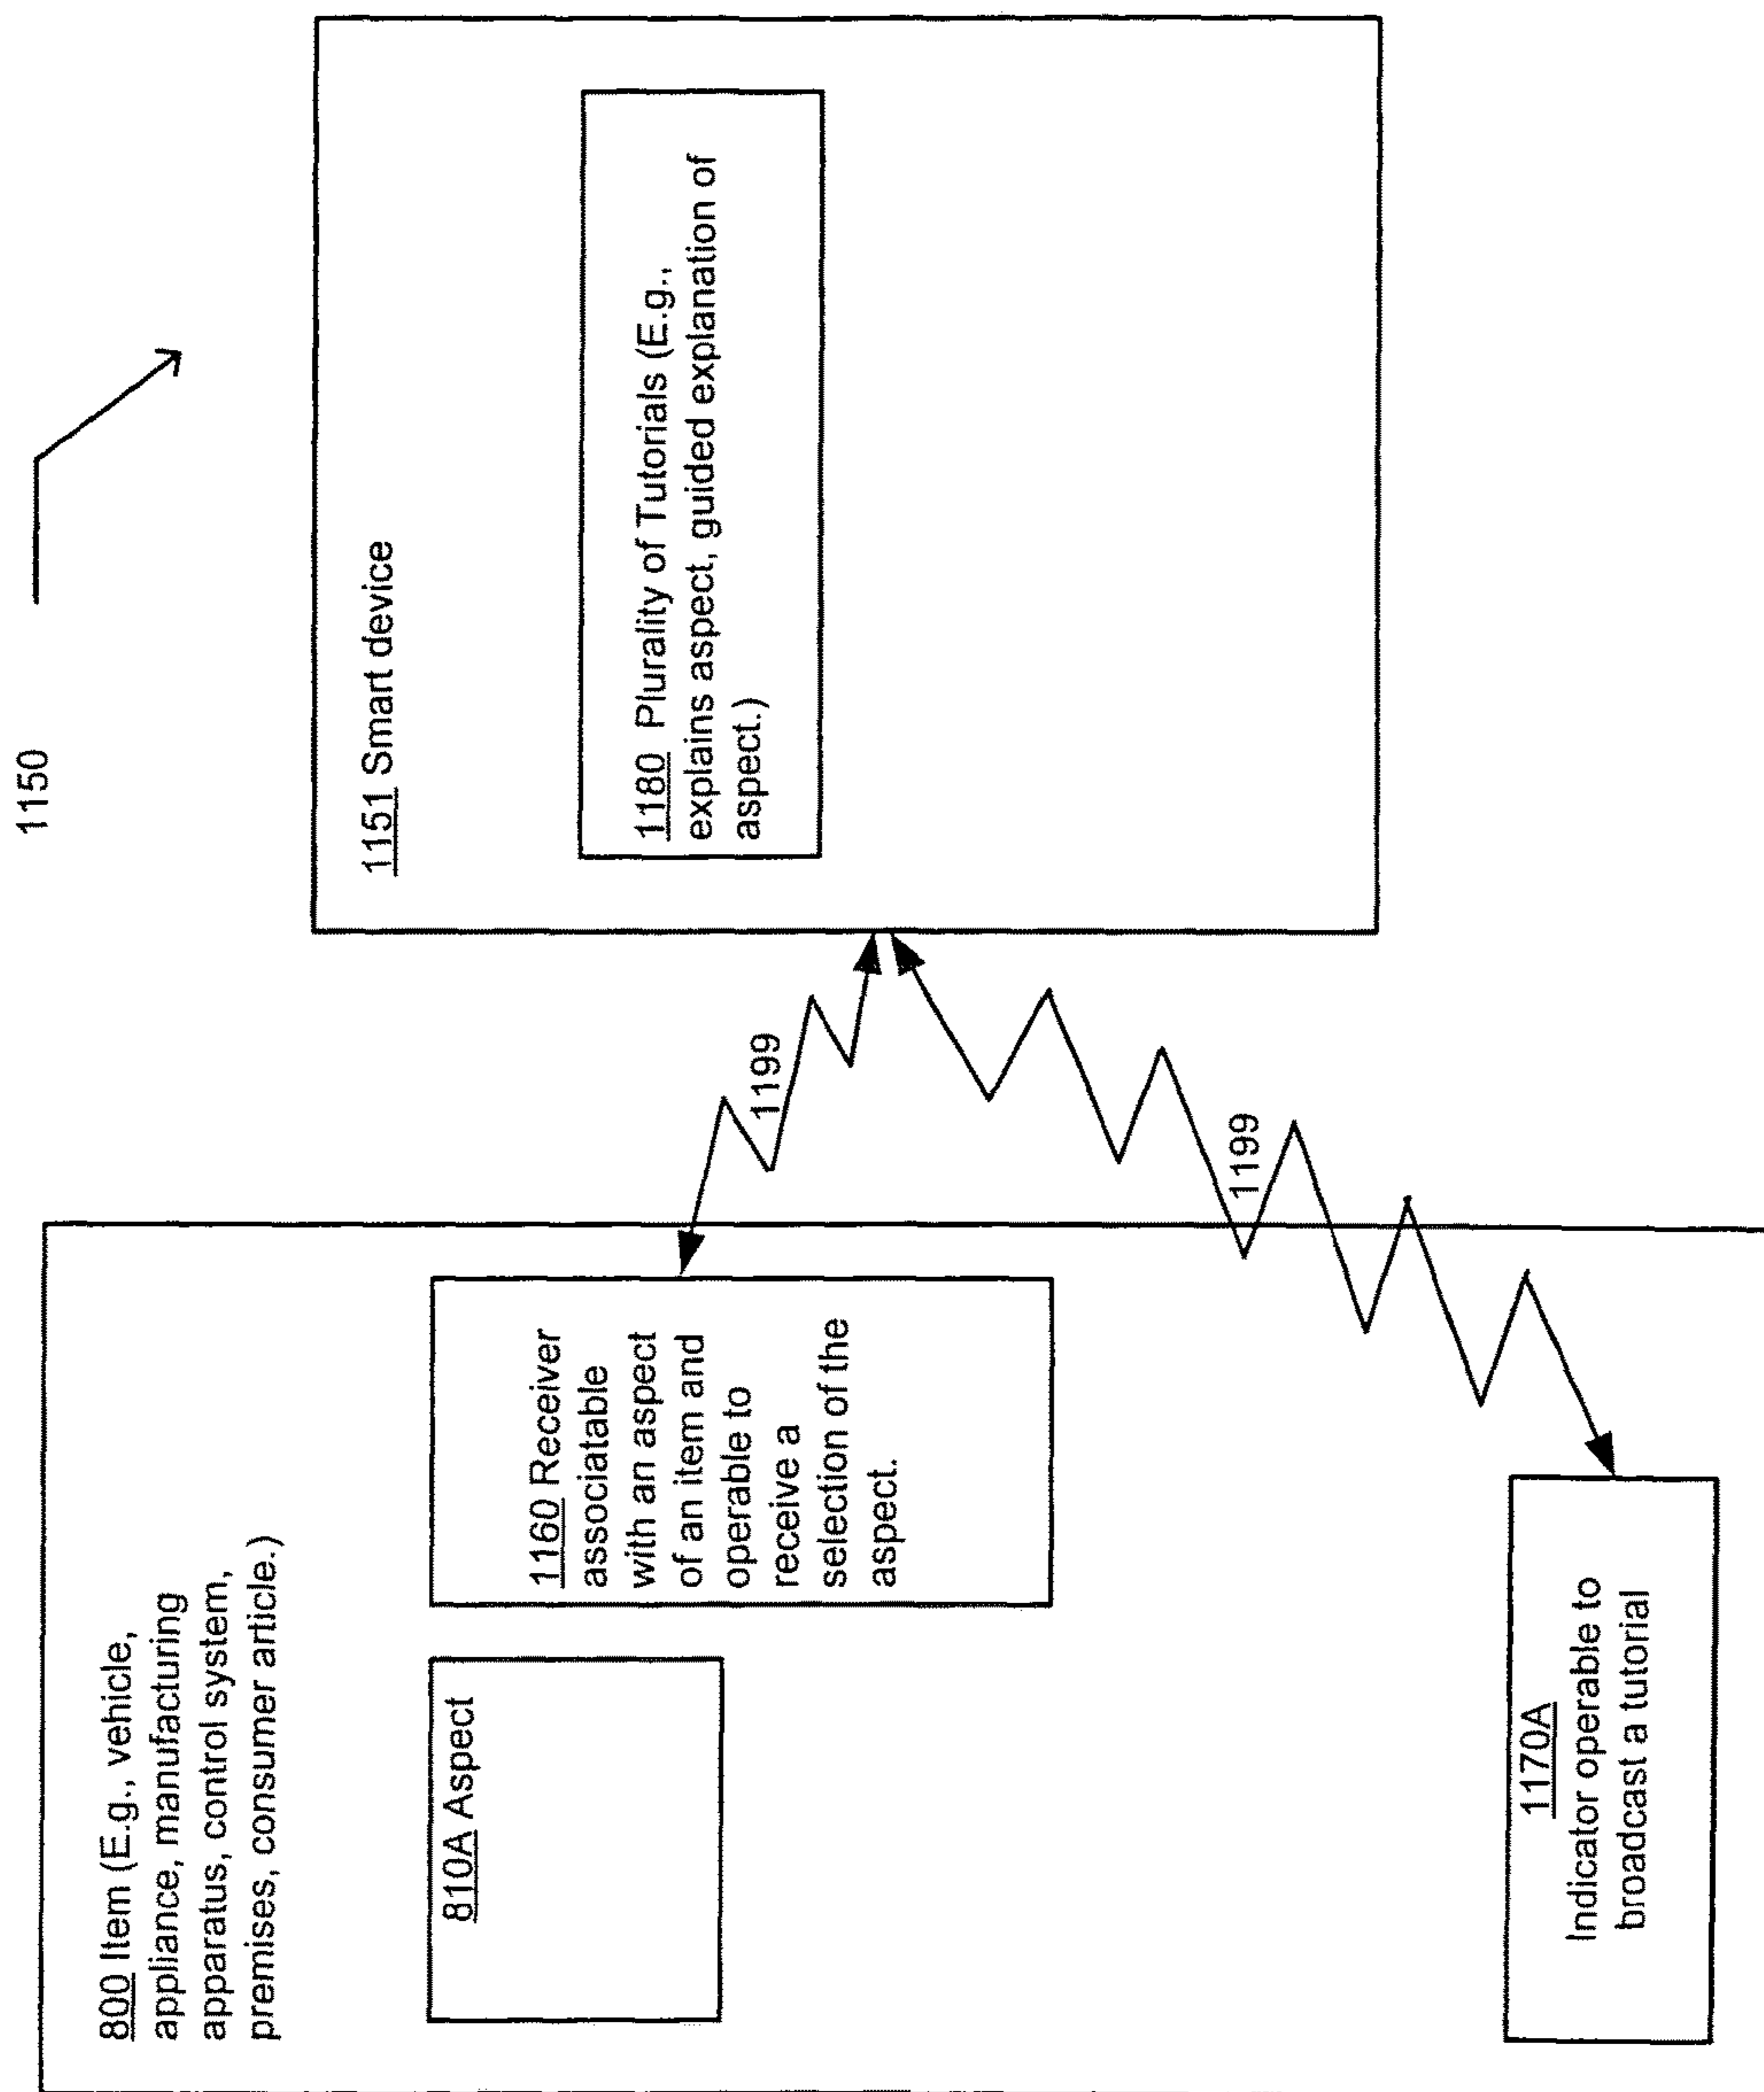 1150
800 Item (E.g., vehicle,
appliance, manufacturing
apparatus, control system,
premises, consumer article.)
810A Aspect
1160 Receiver
associatable
with an aspect
of an item and
operable to
receive a
selection of the
aspect.
1170A
Indicator operable to
broadcast a tutorial
1199
1199
1151 Smart device
1180 Plurality of Tutorials (E.g.,
explains aspect, guided explanation of
aspect.)